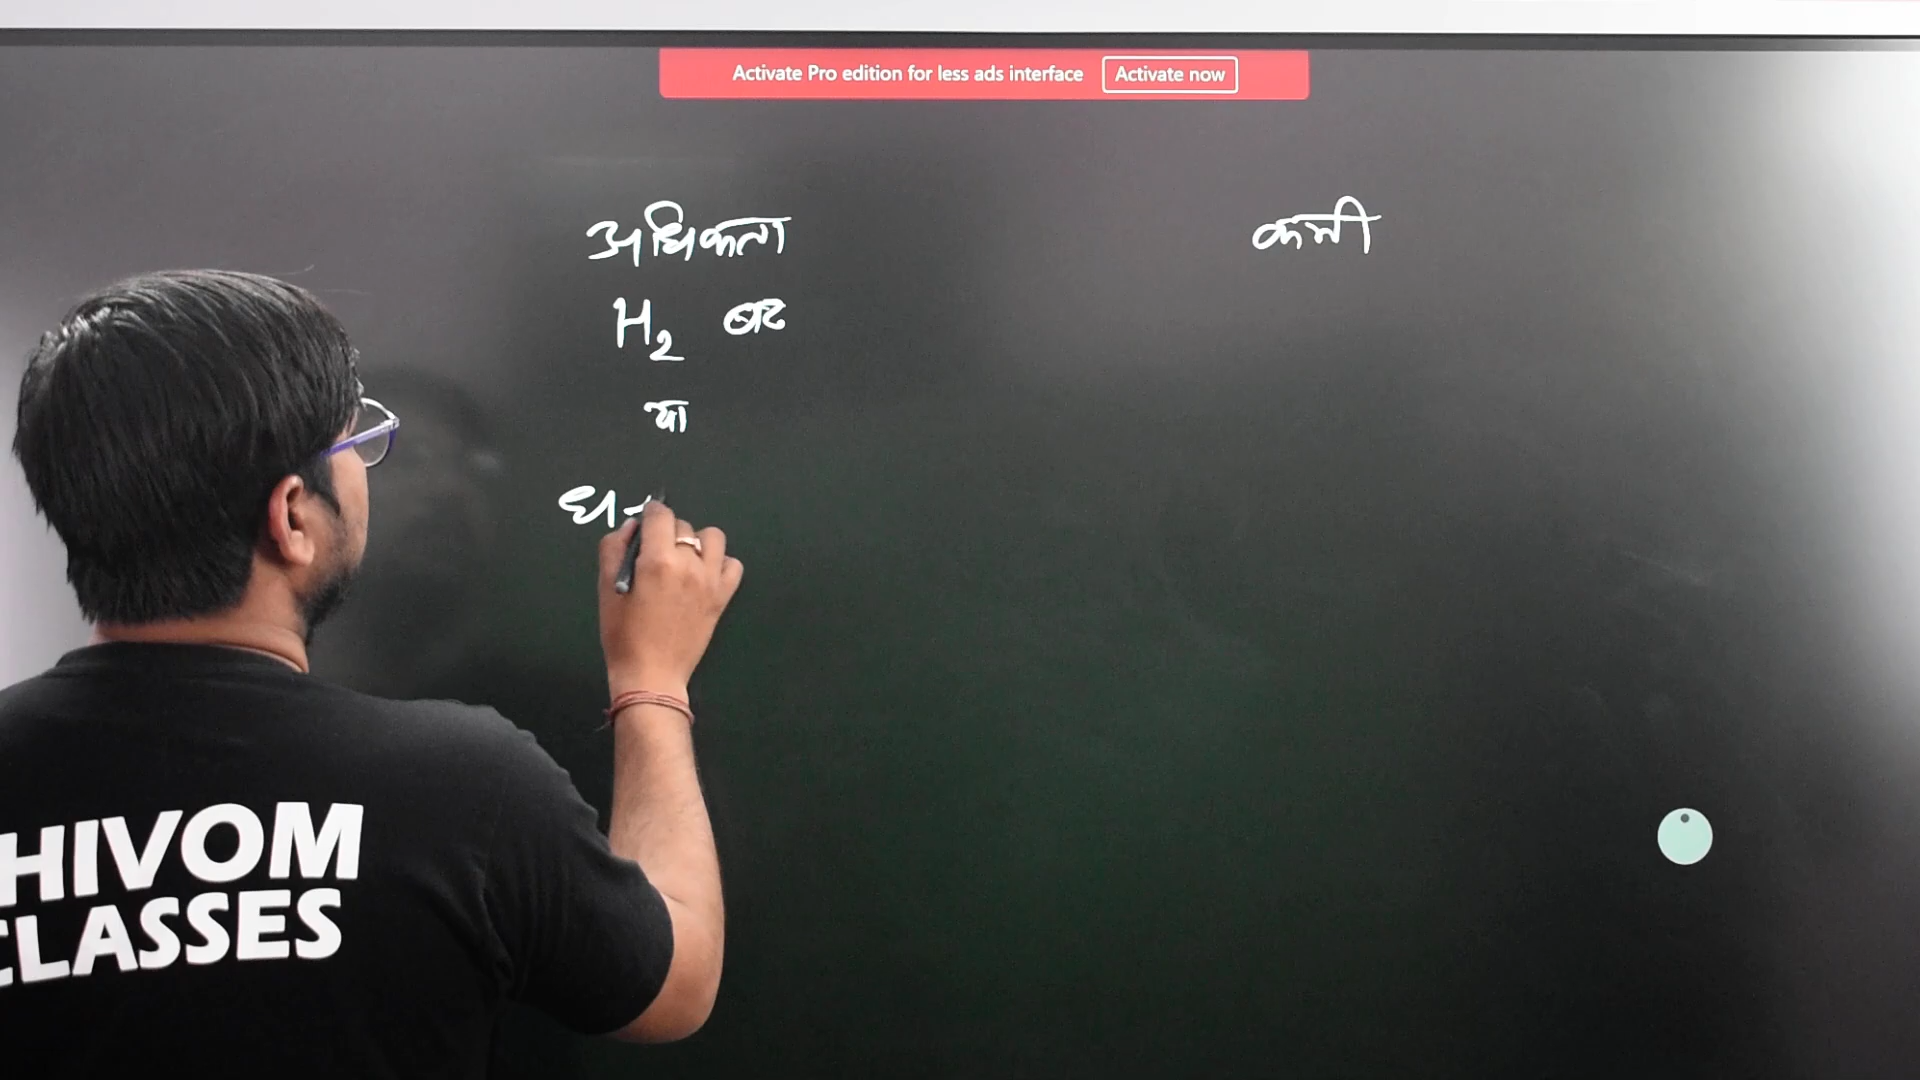 Activate Pro edition for less ads interface Activate now
अधिकता कमी
H₂
या
HIVOM
CLASSES